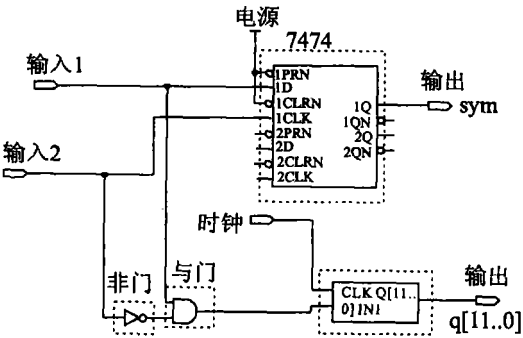 电源
7474
输入1
1PRN
1D
1CLRN
1CLK
2PRN
2D
2CLRN
2CLK
1Q
1QN
2Q
2QN
输出
sym
输入2
时钟
非门
与门
CLK Q[11..
0] IN1
输出
q[11..0]